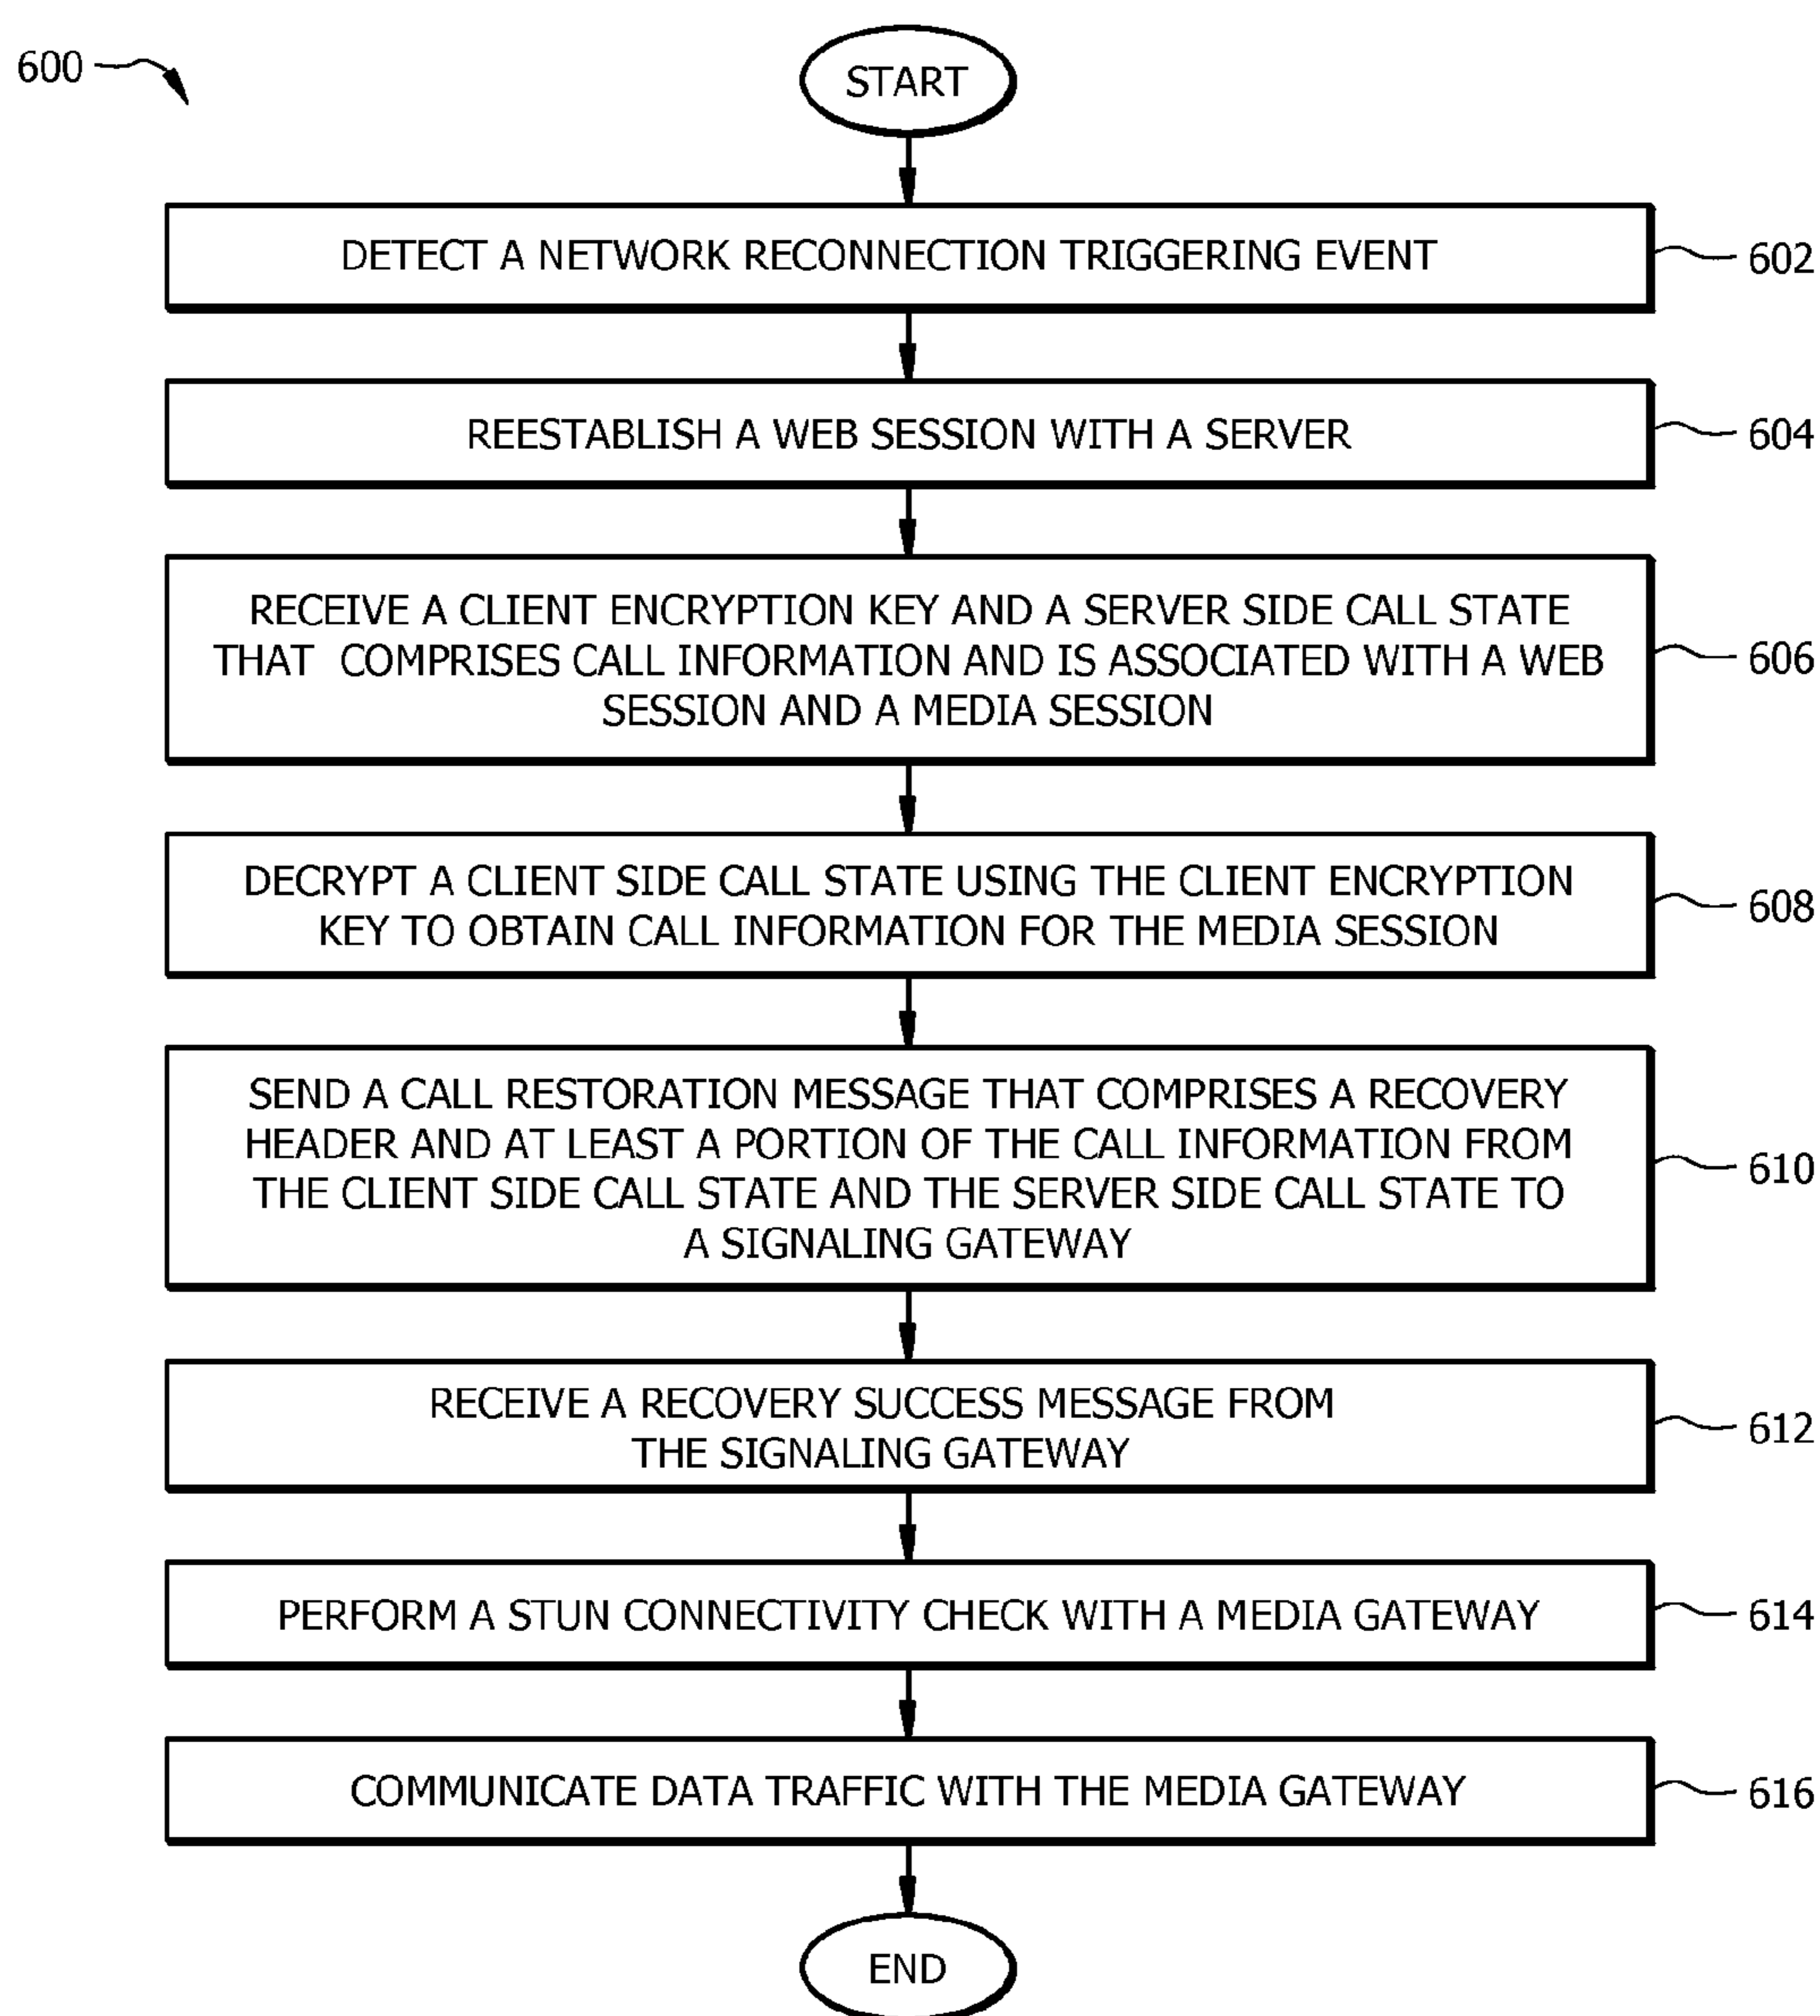 600
START
DETECT A NETWORK RECONNECTION TRIGGERING EVENT
602
REESTABLISH A WEB SESSION WITH A SERVER
604
RECEIVE A CLIENT ENCRYPTION KEY AND A SERVER SIDE CALL STATE
THAT COMPRISES CALL INFORMATION AND IS ASSOCIATED WITH A WEB
SESSION AND A MEDIA SESSION
606
DECRYPT A CLIENT SIDE CALL STATE USING THE CLIENT ENCRYPTION
KEY TO OBTAIN CALL INFORMATION FOR THE MEDIA SESSION
608
SEND A CALL RESTORATION MESSAGE THAT COMPRISES A RECOVERY
HEADER AND AT LEAST A PORTION OF THE CALL INFORMATION FROM
THE CLIENT SIDE CALL STATE AND THE SERVER SIDE CALL STATE TO
A SIGNALING GATEWAY
610
RECEIVE A RECOVERY SUCCESS MESSAGE FROM
THE SIGNALING GATEWAY
612
PERFORM A STUN CONNECTIVITY CHECK WITH A MEDIA GATEWAY
614
COMMUNICATE DATA TRAFFIC WITH THE MEDIA GATEWAY
616
END